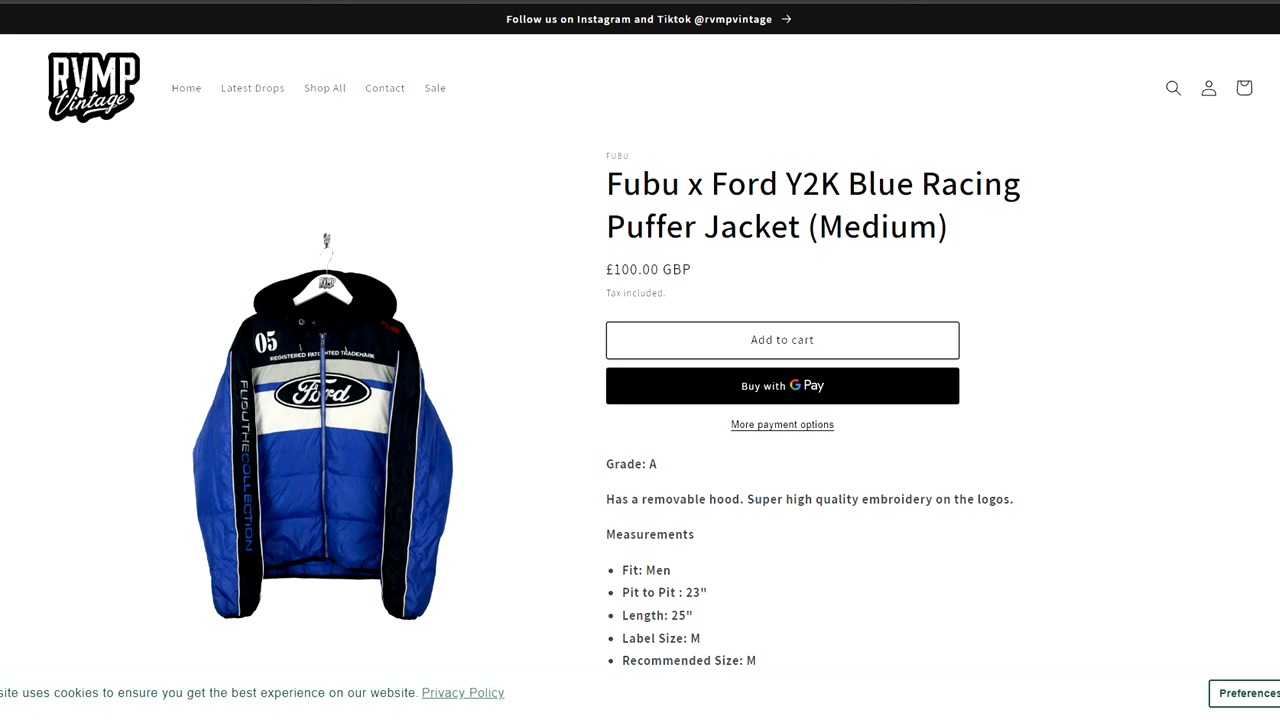 Follow us on Instagram and Tiktok @rvmpvintage →
RVMP
Vintage
Home
Latest Drops
Shop All
Contact
Sale
FUBU
Fubu x Ford Y2K Blue Racing
Puffer Jacket (Medium)
£100.00 GBP
Tax included.
Add to cart
Buy with G Pay
More payment options
Grade: A
Has a removable hood. Super high quality embroidery on the logos.
Measurements
• Fit: Men
• Pit to Pit : 23"
• Length: 25"
• Label Size: M
• Recommended Size: M
RVMP
05
REGISTERED PATENTED TRADEMARK
Ford
FUBUTHECOLLECTION
site uses cookies to ensure you get the best experience on our website. Privacy Policy
Preferences